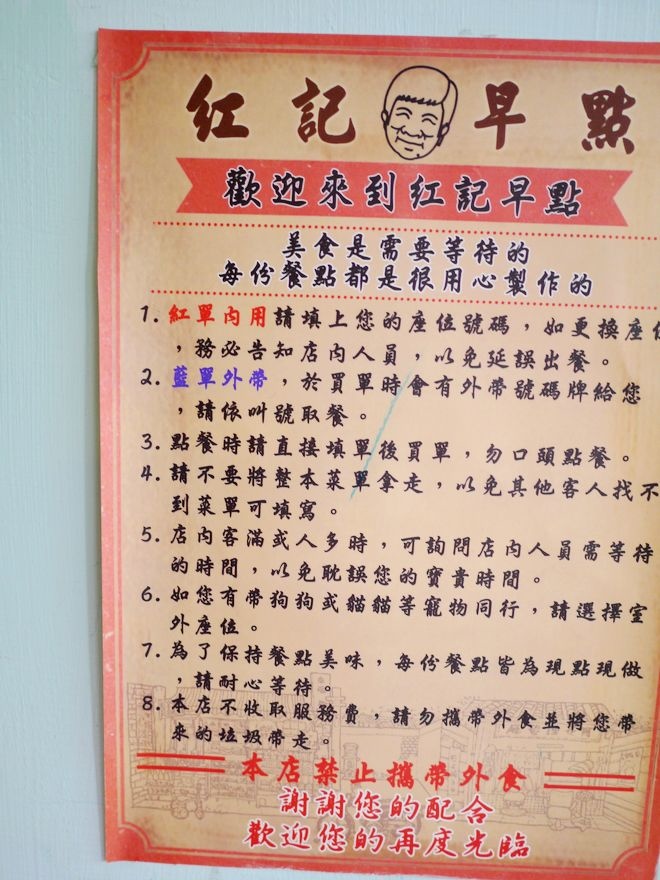 紅記早點
歡迎來到紅記早點
美食是需要等待的
每份餐點都是很用心製作的
1. 紅單內用請填上您的座位號碼，如更換座位
，務必告知店內人員，以免延誤出餐。
2. 藍單外帶，於買單時會有外帶號碼牌給您
，請依叫號取餐。
3. 點餐時請直接填單後買單，勿口頭點餐。
4. 請不要將整本菜單拿走，以免其他客人找不
到菜單可填寫。
5. 店內客滿或人多時，可詢問店內人員需等待
的時間，以免耽誤您的寶貴時間。
6. 如您有帶狗狗或貓貓等寵物同行，請選擇室
外座位。
7. 為了保持餐點美味，每份餐點皆為現點現做
，請耐心等待。
8. 本店不收取服務費，請勿攜帶外食並將您帶
來的垃圾帶走。
本店禁止攜帶外食
謝謝您的配合
歡迎您的再度光臨